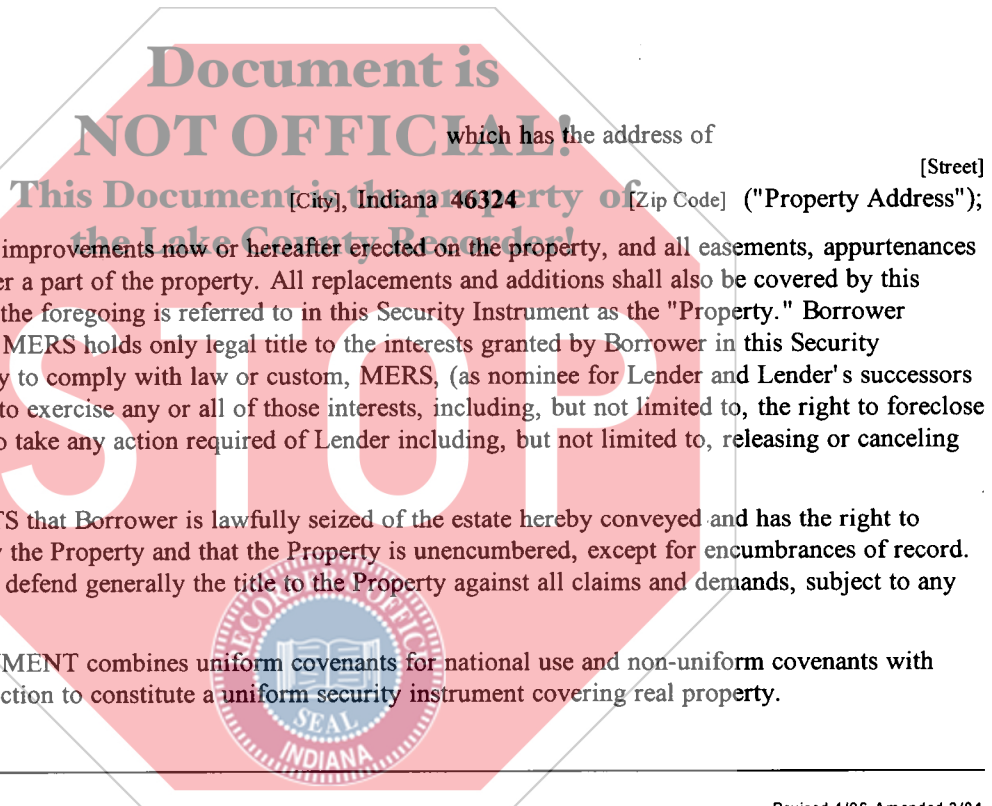 Document is
NOT OFFICIAL!
which has the address of
[Street]
This Document is the property of
[City], Indiana 46324 [Zip Code] ("Property Address");
the Lake County Recorder!
improvements now or hereafter erected on the property, and all easements, appurtenances
er a part of the property. All replacements and additions shall also be covered by this
the foregoing is referred to in this Security Instrument as the "Property." Borrower
MERS holds only legal title to the interests granted by Borrower in this Security
y to comply with law or custom, MERS, (as nominee for Lender and Lender's successors
to exercise any or all of those interests, including, but not limited to, the right to foreclose
o take any action required of Lender including, but not limited to, releasing or canceling
STOP
TS that Borrower is lawfully seized of the estate hereby conveyed and has the right to
the Property and that the Property is unencumbered, except for encumbrances of record.
defend generally the title to the Property against all claims and demands, subject to any
RECORDER'S OFFICE
MENT combines uniform covenants for national use and non-uniform covenants with
ction to constitute a uniform security instrument covering real property.
SEAL
INDIANA